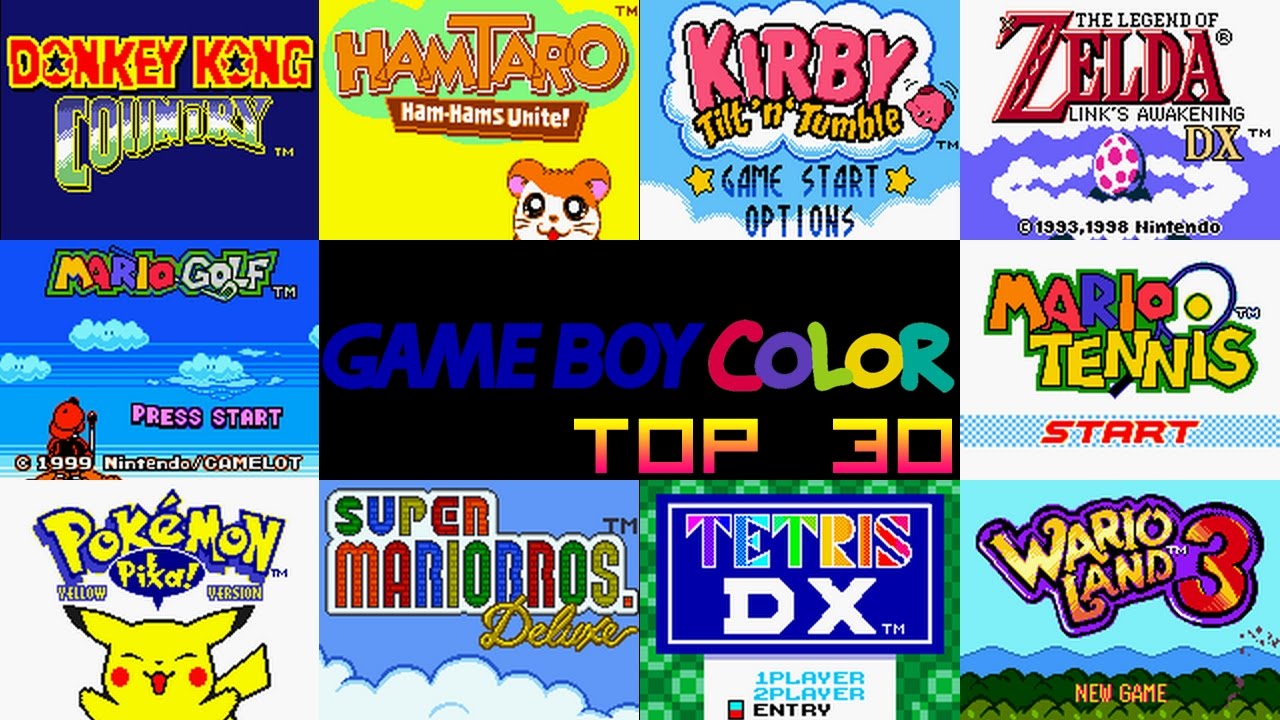 DONKEY KONG
COUNTRY ™
HAMTARO ™
Ham-Hams Unite!
KIRBY
Tilt 'n' Tumble ™
GAME START
OPTIONS
THE LEGEND OF
ZELDA ®
LINK'S AWAKENING
DX ™
© 1993,1998 Nintendo
MARIO GOLF ™
PRESS START
© 1999 Nintendo/CAMELOT
GAME BOY COLOR
TOP 30
MARIO
TENNIS ™
START
POKéMON
Pika! ™
YELLOW VERSION
SUPER ™
MARIO BROS.
Deluxe
TETRIS
DX ™
1PLAYER
2PLAYER
ENTRY
WARIO
LAND ™ 3
NEW GAME